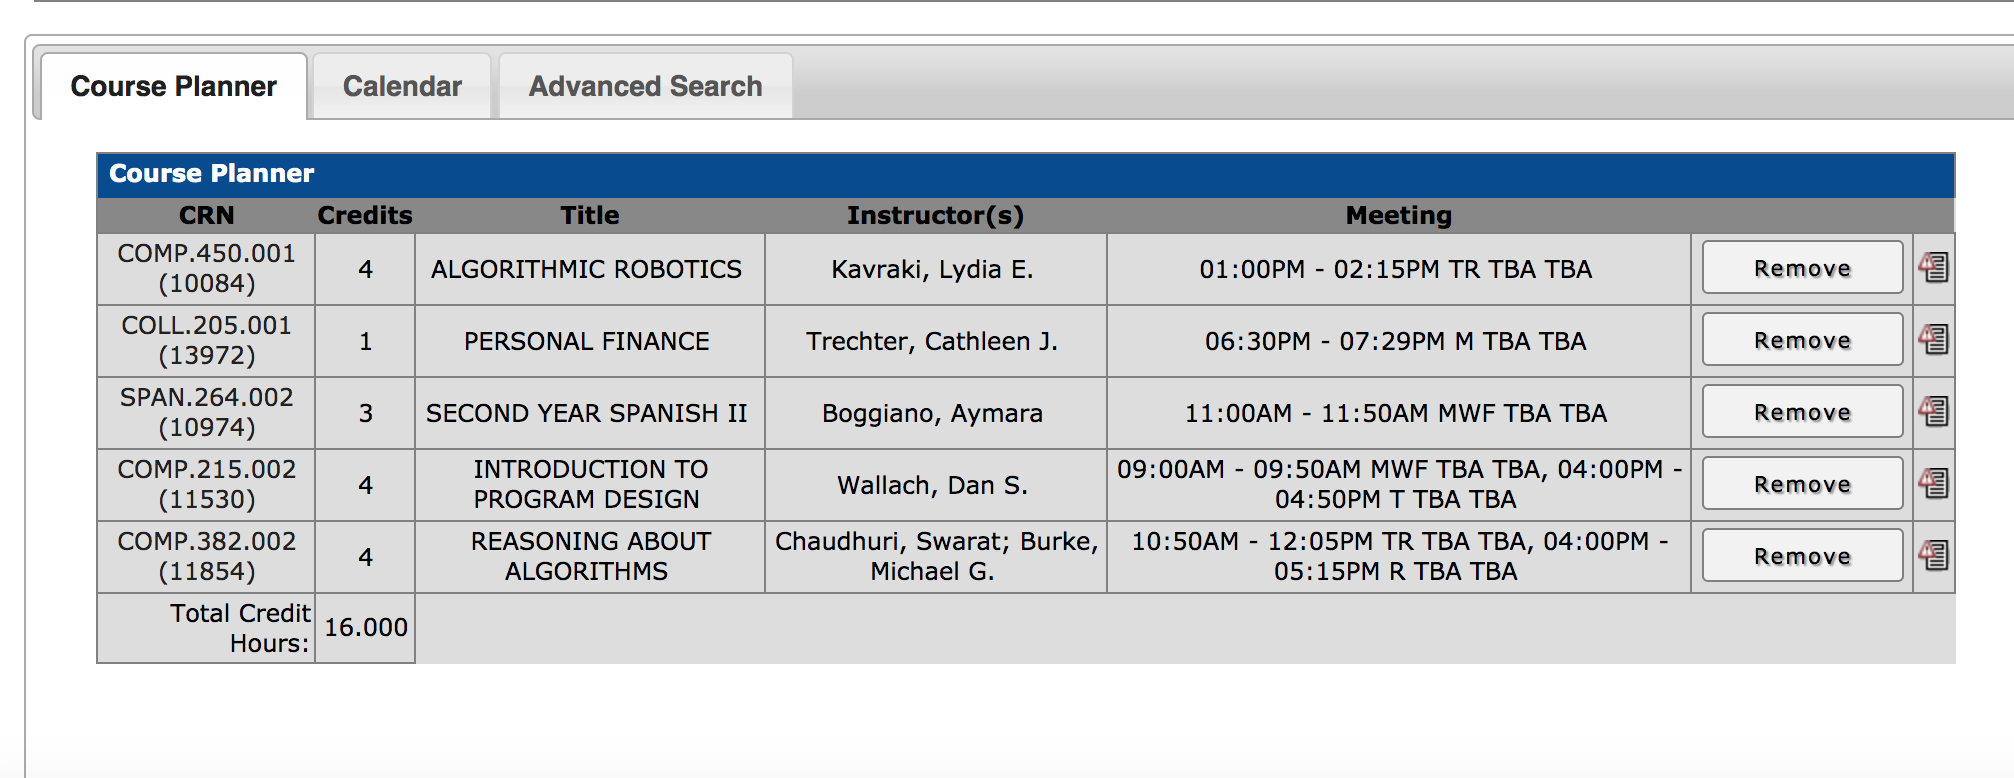 Course Planner
Calendar
Advanced Search
Course Planner
CRN Credits Title Instructor(s) Meeting
COMP.450.001
(10084)
4
ALGORITHMIC ROBOTICS
Kavraki, Lydia E.
01:00PM - 02:15PM TR TBA TBA
Remove
COLL.205.001
(13972)
1
PERSONAL FINANCE
Trechter, Cathleen J.
06:30PM - 07:29PM M TBA TBA
Remove
SPAN.264.002
(10974)
3
SECOND YEAR SPANISH II
Boggiano, Aymara
11:00AM - 11:50AM MWF TBA TBA
Remove
COMP.215.002
(11530)
4
INTRODUCTION TO
PROGRAM DESIGN
Wallach, Dan S.
09:00AM - 09:50AM MWF TBA TBA, 04:00PM -
04:50PM T TBA TBA
Remove
COMP.382.002
(11854)
4
REASONING ABOUT
ALGORITHMS
Chaudhuri, Swarat; Burke,
Michael G.
10:50AM - 12:05PM TR TBA TBA, 04:00PM -
05:15PM R TBA TBA
Remove
Total Credit
Hours:
16.000